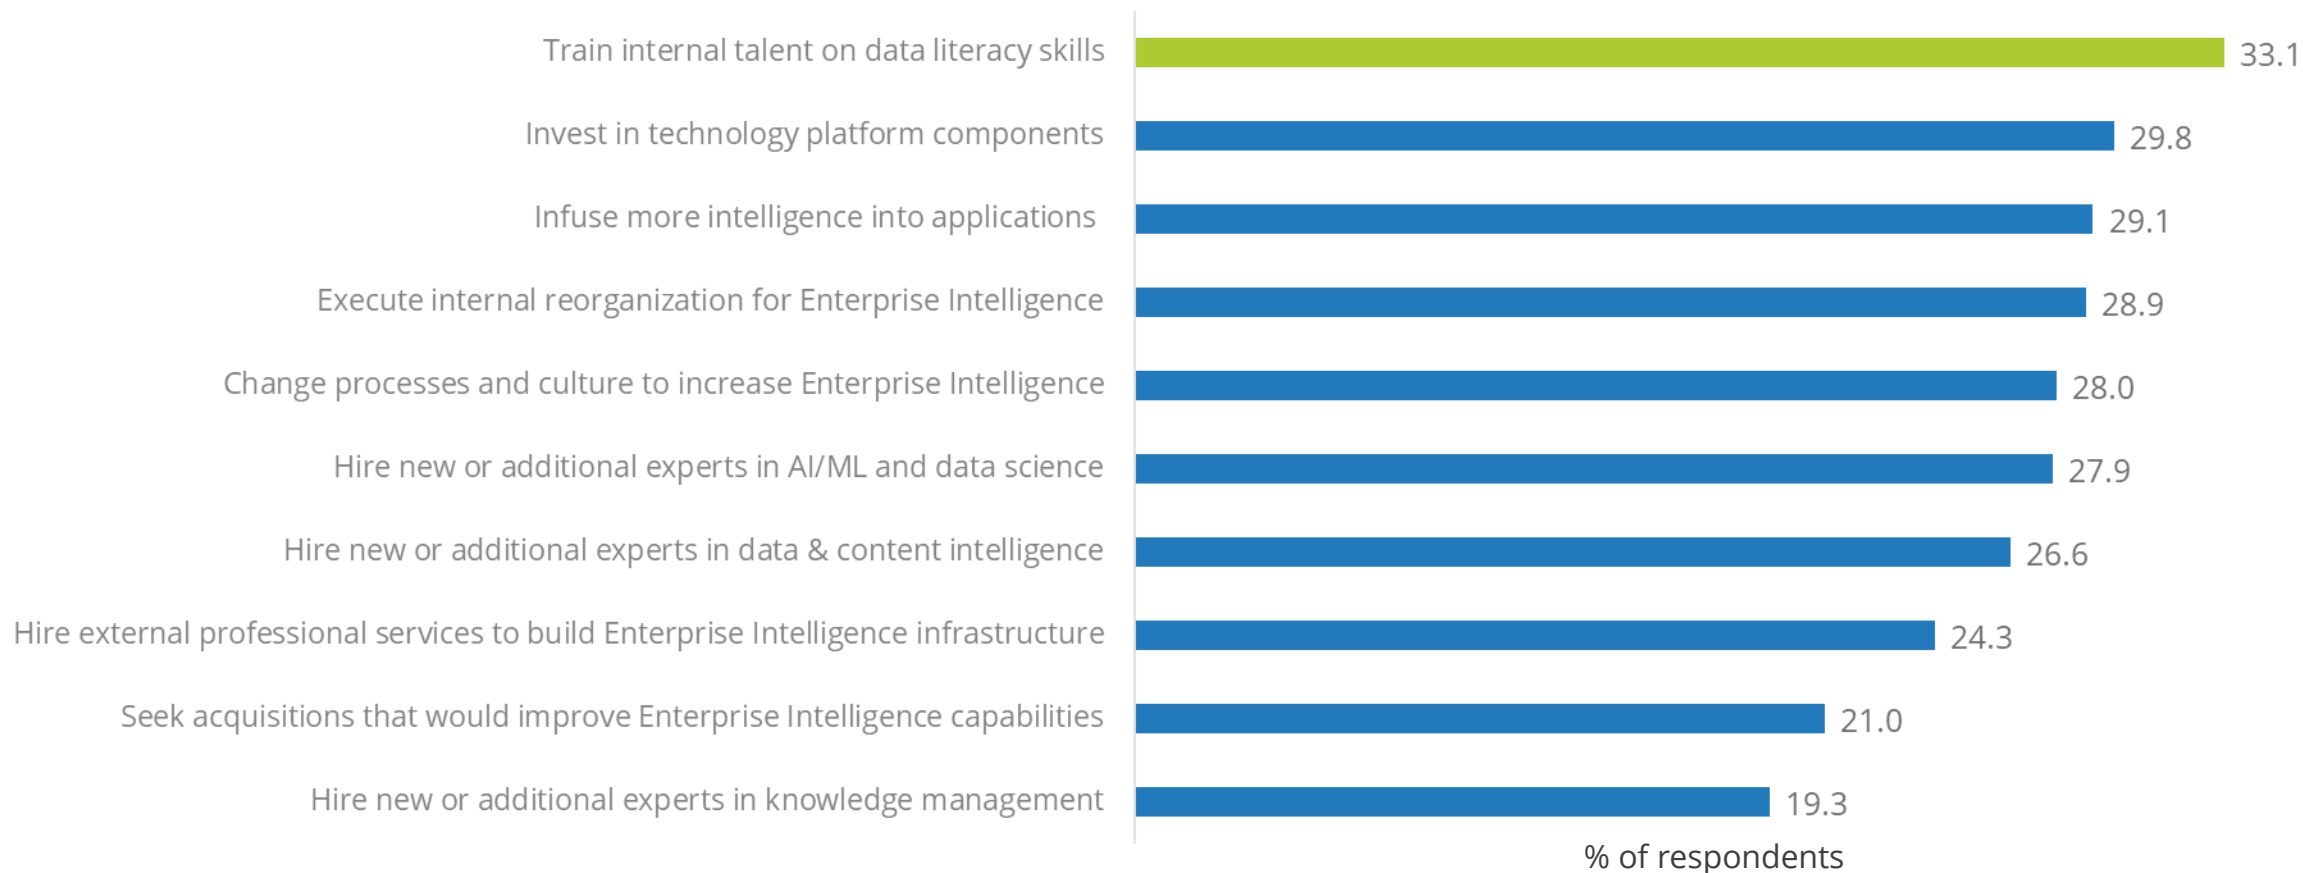 Train internal talent on data literacy skills 33.1
Invest in technology platform components 29.8
Infuse more intelligence into applications 29.1
Execute internal reorganization for Enterprise Intelligence 28.9
Change processes and culture to increase Enterprise Intelligence 28.0
Hire new or additional experts in AI/ML and data science 27.9
Hire new or additional experts in data & content intelligence 26.6
Hire external professional services to build Enterprise Intelligence infrastructure 24.3
Seek acquisitions that would improve Enterprise Intelligence capabilities 21.0
Hire new or additional experts in knowledge management 19.3
% of respondents